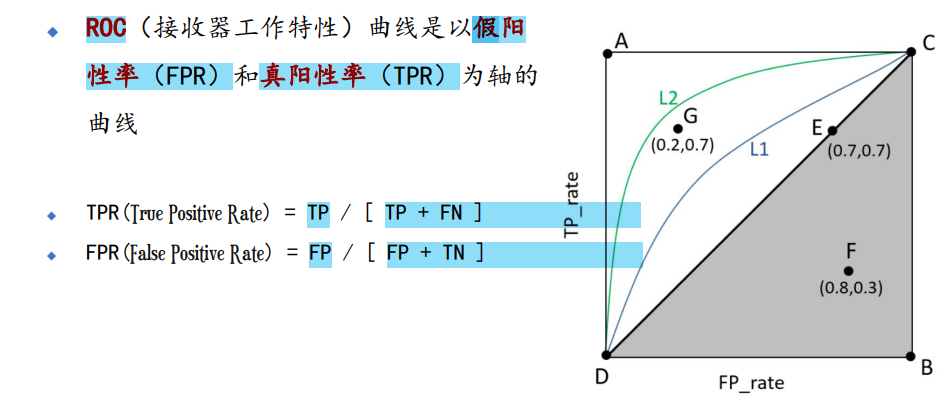 ROC（接收器工作特性）曲线是以假阳
性率（FPR）和真阳性率（TPR）为轴的
曲线
TPR(True Positive Rate) = TP / [ TP + FN ]
FPR(False Positive Rate) = FP / [ FP + TN ]
A
C
L2
G
(0.2,0.7)
E
(0.7,0.7)
L1
TP_rate
F
(0.8,0.3)
D
B
FP_rate